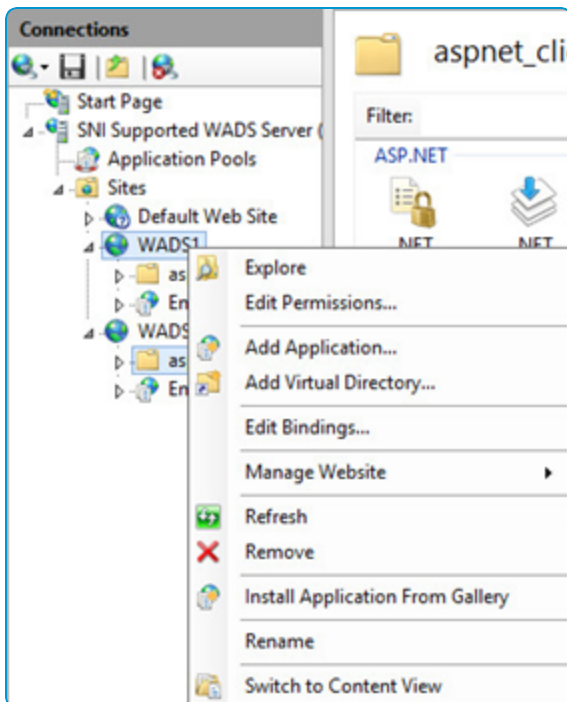 Connections
Start Page
SNI Supported WADS Server (
Application Pools
Sites
Default Web Site
WADS1
as
En
WADS
as
En
aspnet_cli
Filter:
ASP.NET
.NET
.NET
Explore
Edit Permissions...
Add Application...
Add Virtual Directory...
Edit Bindings...
Manage Website
Refresh
Remove
Install Application From Gallery
Rename
Switch to Content View